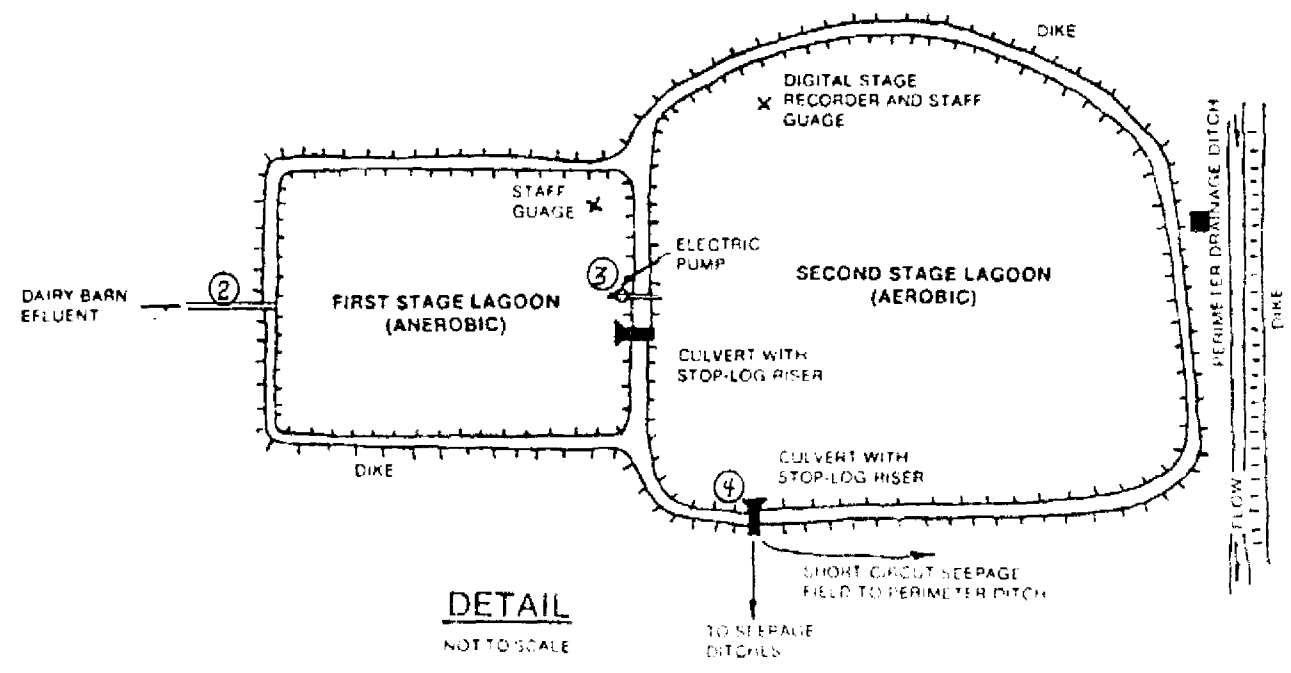 DIKE
DIGITAL STAGE
RECORDER AND STAFF
GUAGE
PERIMETER DRAINAGE DITCH
STAFF
GUAGE
ELECTRIC
PUMP
3
2
DAIRY BARN
EFLUENT
FIRST STAGE LAGOON
(ANEROBIC)
SECOND STAGE LAGOON
(AEROBIC)
DIKE
CULVERT WITH
STOP-LOG RISER
DIKE
CULVERT WITH
STOP-LOG RISER
4
FLOW
SHORT CIRCUT SEEPAGE
FIELD TO PERIMETER DITCH
DETAIL
NOT TO SCALE
TO SEEPAGE
DITCHES